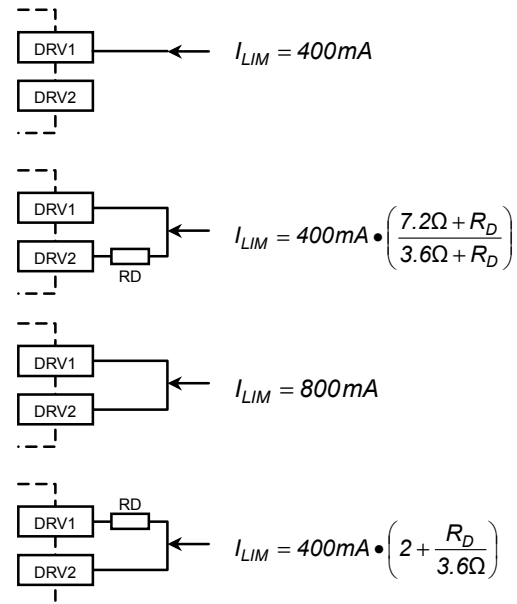 DRV1
I_LIM = 400mA
DRV2
DRV1
I_LIM = 400mA • ( (7.2Ω + R_D) / (3.6Ω + R_D) )
DRV2
RD
DRV1
I_LIM = 800mA
DRV2
RD
DRV1
I_LIM = 400mA • ( 2 + R_D / 3.6Ω )
DRV2